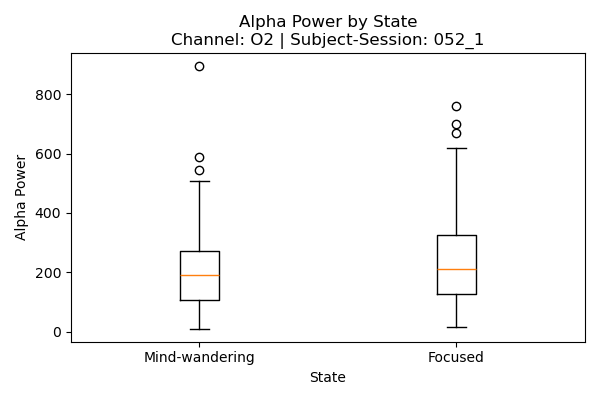 Alpha Power by State
Channel: O2 | Subject-Session: 052_1
Alpha Power
800
600
400
200
0
Mind-wandering
Focused
State